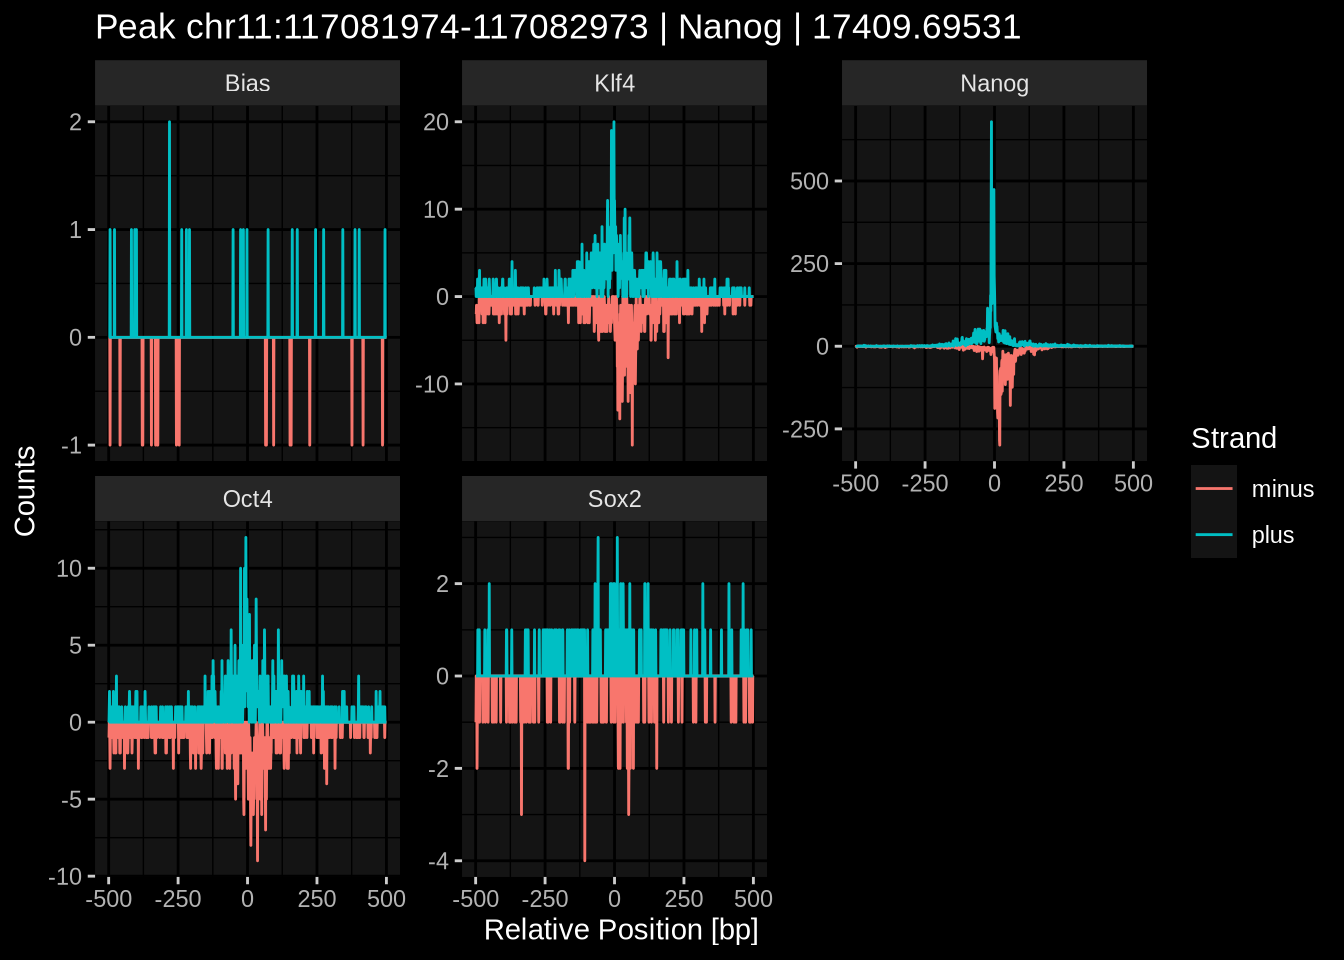 Peak chr11:117081974-117082973 | Nanog | 17409.69531
Bias
Klf4
Nanog
2
1
0
-1
20
10
0
-10
500
250
0
-250
-500 -250 0 250 500
Oct4
Sox2
10
5
0
-5
-10
2
0
-2
-4
-500 -250 0 250 500
-500 -250 0 250 500
Relative Position [bp]
Counts
Strand
minus
plus